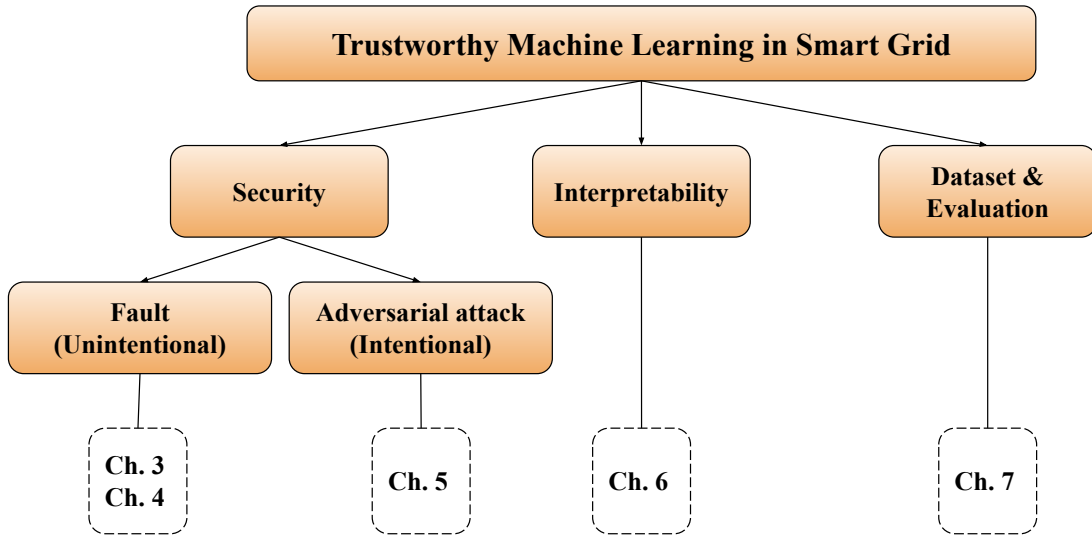 Trustworthy Machine Learning in Smart Grid
Security
Interpretability
Dataset &
Evaluation
Fault
(Unintentional)
Adversarial attack
(Intentional)
Ch. 3
Ch. 4
Ch. 5
Ch. 6
Ch. 7